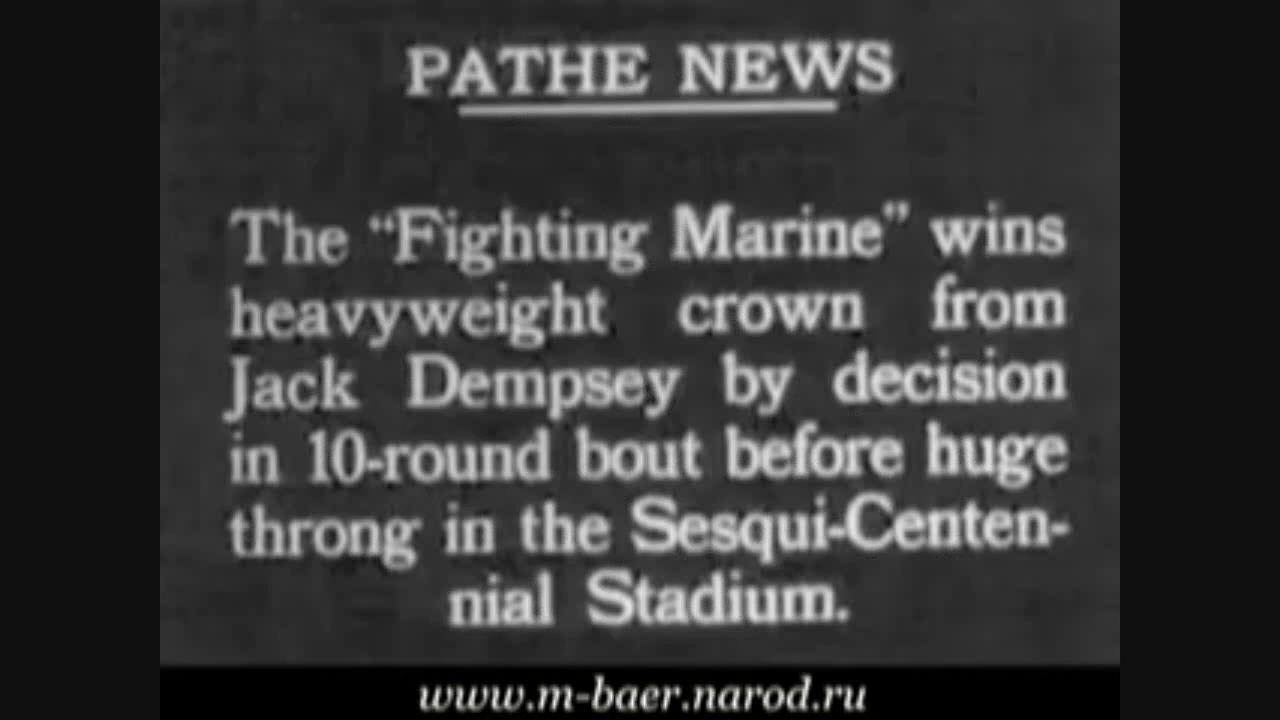 PATHE NEWS
The “Fighting Marine” wins
heavyweight crown from
Jack Dempsey by decision
in 10-round bout before huge
throng in the Sesqui-Centen-
nial Stadium.
www.m-baer.narod.ru